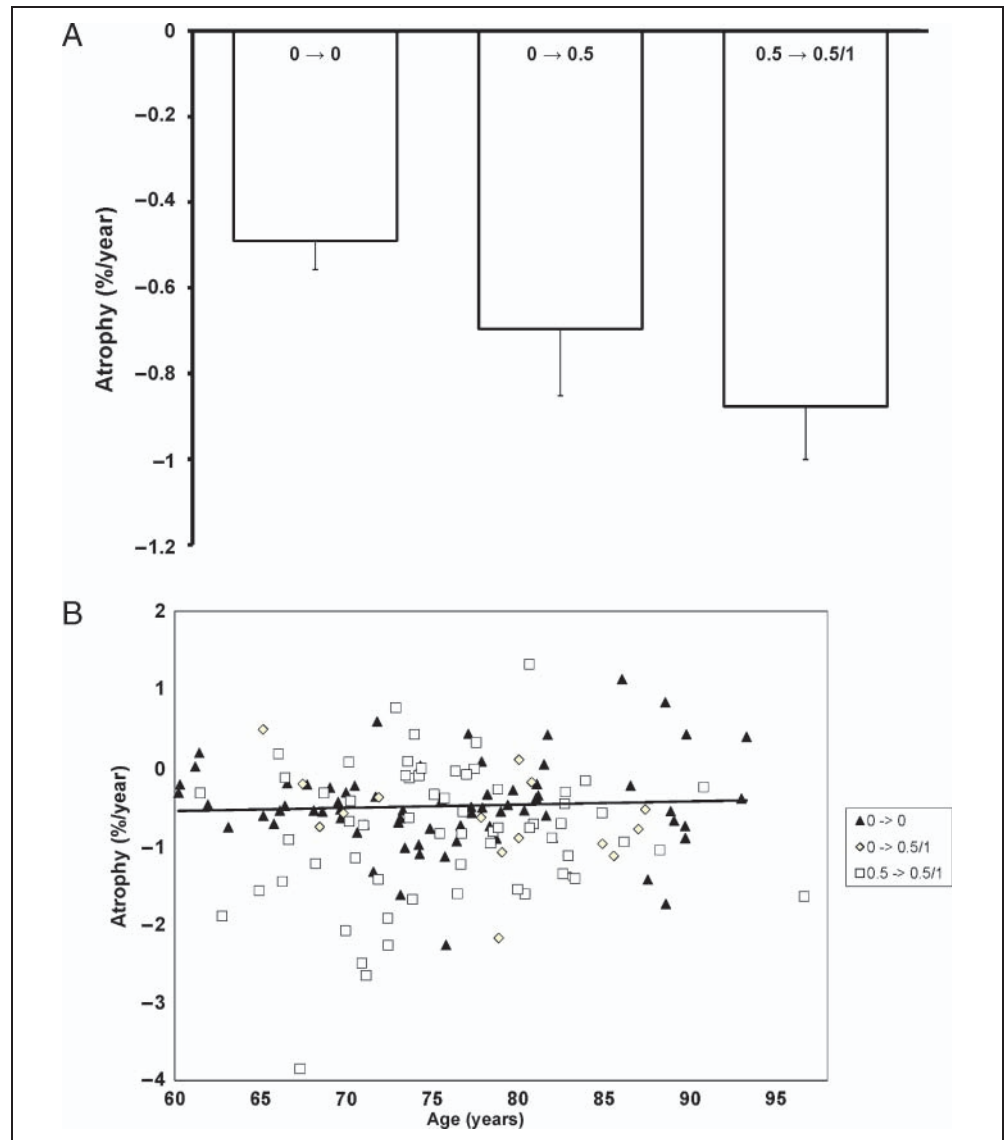 A
0
0 → 0
0 → 0.5
0.5 → 0.5/1
−0.2
−0.4
−0.6
−0.8
−1
−1.2
Atrophy (%/year)
B
2
1
0
−1
−2
−3
−4
Atrophy (%/year)
60 65 70 75 80 85 90 95
Age (years)
0 -> 0
0 -> 0.5/1
0.5 -> 0.5/1